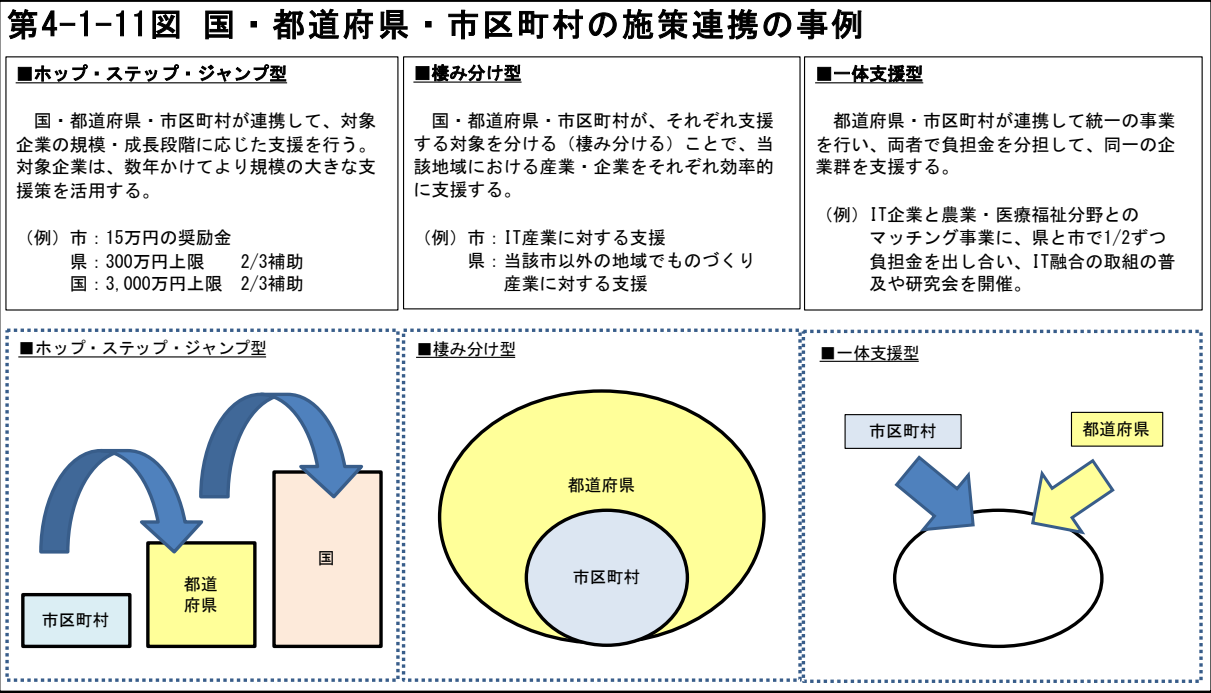 第4-1-11図 国・都道府県・市区町村の施策連携の事例
■ホップ・ステップ・ジャンプ型
国・都道府県・市区町村が連携して、対象
企業の規模・成長段階に応じた支援を行う。
対象企業は、数年かけてより規模の大きな支
援策を活用する。
（例）市：15万円の奨励金
県：300万円上限 2/3補助
国：3,000万円上限 2/3補助
■棲み分け型
国・都道府県・市区町村が、それぞれ支援
する対象を分ける（棲み分ける）ことで、当
該地域における産業・企業をそれぞれ効率的
に支援する。
（例）市：IT産業に対する支援
県：当該市以外の地域でものづくり
産業に対する支援
■一体支援型
都道府県・市区町村が連携して統一の事業
を行い、両者で負担金を分担して、同一の企
業群を支援する。
（例）IT企業と農業・医療福祉分野との
マッチング事業に、県と市で1/2ずつ
負担金を出し合い、IT融合の取組の普
及や研究会を開催。
■ホップ・ステップ・ジャンプ型
市区町村
都道
府県
国
■棲み分け型
都道府県
市区町村
■一体支援型
市区町村
都道府県